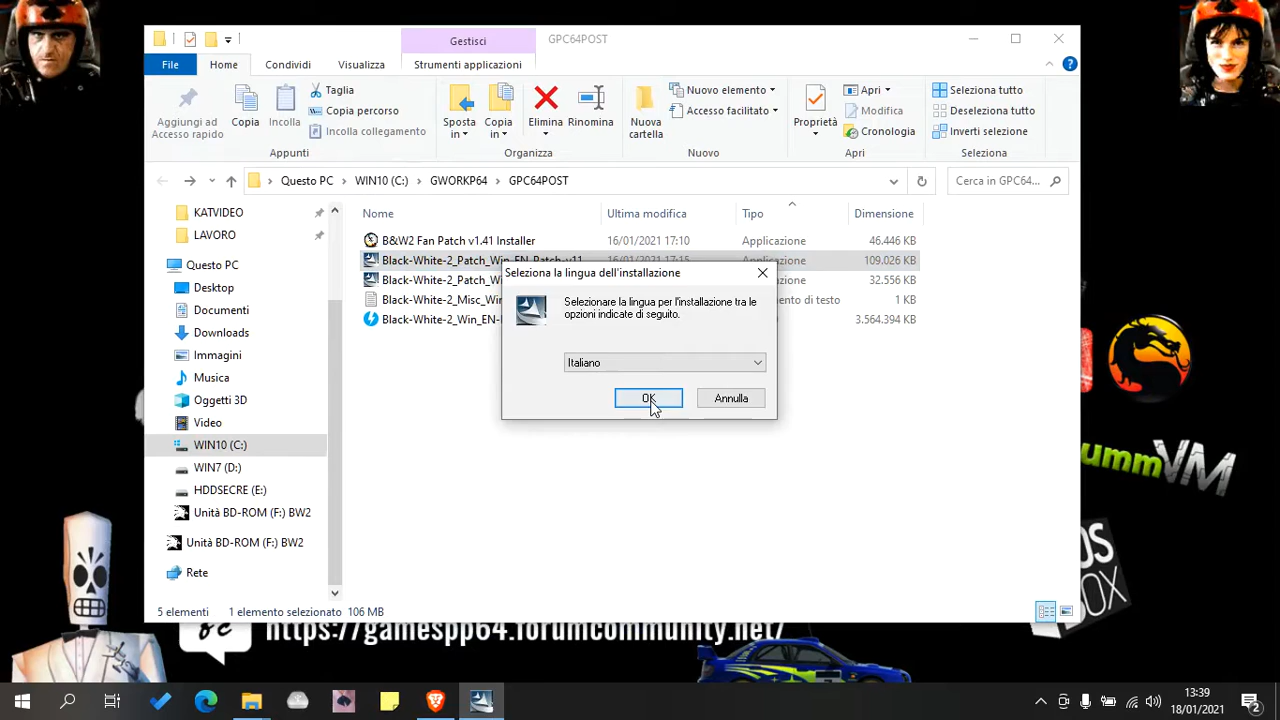 Gestisci
GPC64POST
File
Home
Condividi
Visualizza
Strumenti applicazioni
Aggiungi ad
Accesso rapido
Copia
Incolla
Taglia
Copia percorso
Incolla collegamento
Appunti
Sposta
in
Copia
in
Elimina
Rinomina
Organizza
Nuova
cartella
Nuovo elemento
Accesso facilitato
Nuovo
Proprietà
Apri
Modifica
Cronologia
Apri
Seleziona tutto
Deseleziona tutto
Inverti selezione
Seleziona
Questo PC
WIN10 (C:)
GWORKP64
GPC64POST
Cerca in GPC64...
KATVIDEO
LAVORO
Questo PC
Desktop
Documenti
Downloads
Immagini
Musica
Oggetti 3D
Video
WIN10 (C:)
WIN7 (D:)
HDDSECRE (E:)
Unità BD-ROM (F:) BW2
Unità BD-ROM (F:) BW2
Rete
Nome
Ultima modifica
Tipo
Dimensione
B&W2 Fan Patch v1.41 Installer
16/01/2021 17:10
Applicazione
46.446 KB
Black-White-2_Patch_Win_EN_Patch-v11
16/01/2021 17:15
Applicazione
109.026 KB
Black-White-2_Patch_Wi
32.556 KB
Black-White-2_Misc_Wi
ento di testo
1 KB
Black-White-2_Win_EN-
3.564.394 KB
Seleziona la lingua dell'installazione
Selezionare la lingua per l'installazione tra le
opzioni indicate di seguito.
Italiano
OK
Annulla
5 elementi
1 elemento selezionato
106 MB
ummVM
OS
BOX
https://gamespp64.forumcommunity.net/
13:39
18/01/2021
2